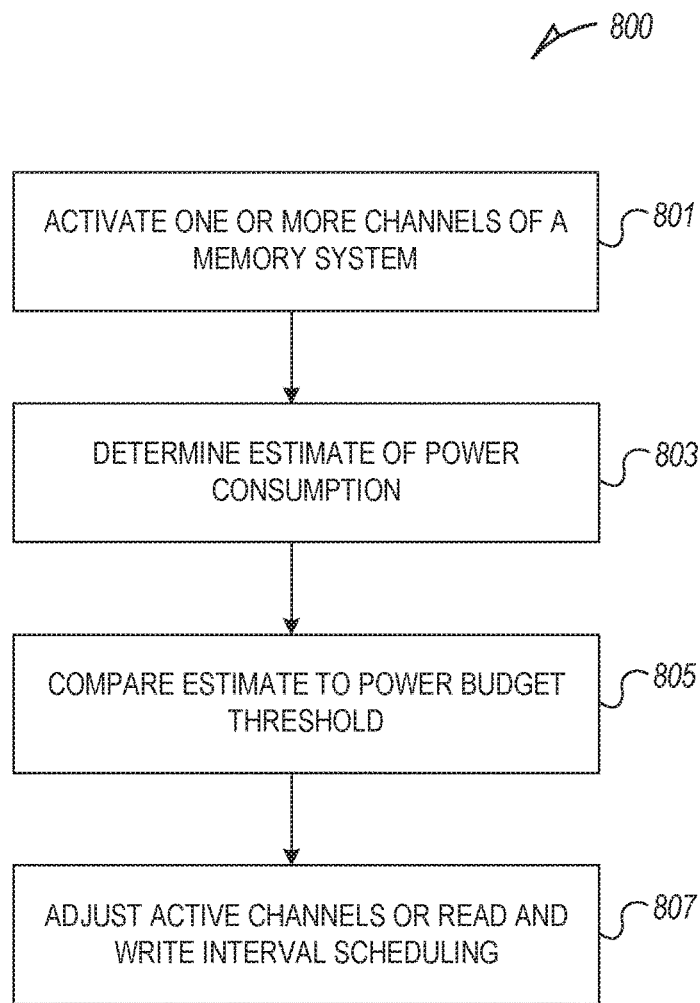 800
ACTIVATE ONE OR MORE CHANNELS OF A
MEMORY SYSTEM
801
DETERMINE ESTIMATE OF POWER
CONSUMPTION
803
COMPARE ESTIMATE TO POWER BUDGET
THRESHOLD
805
ADJUST ACTIVE CHANNELS OR READ AND
WRITE INTERVAL SCHEDULING
807